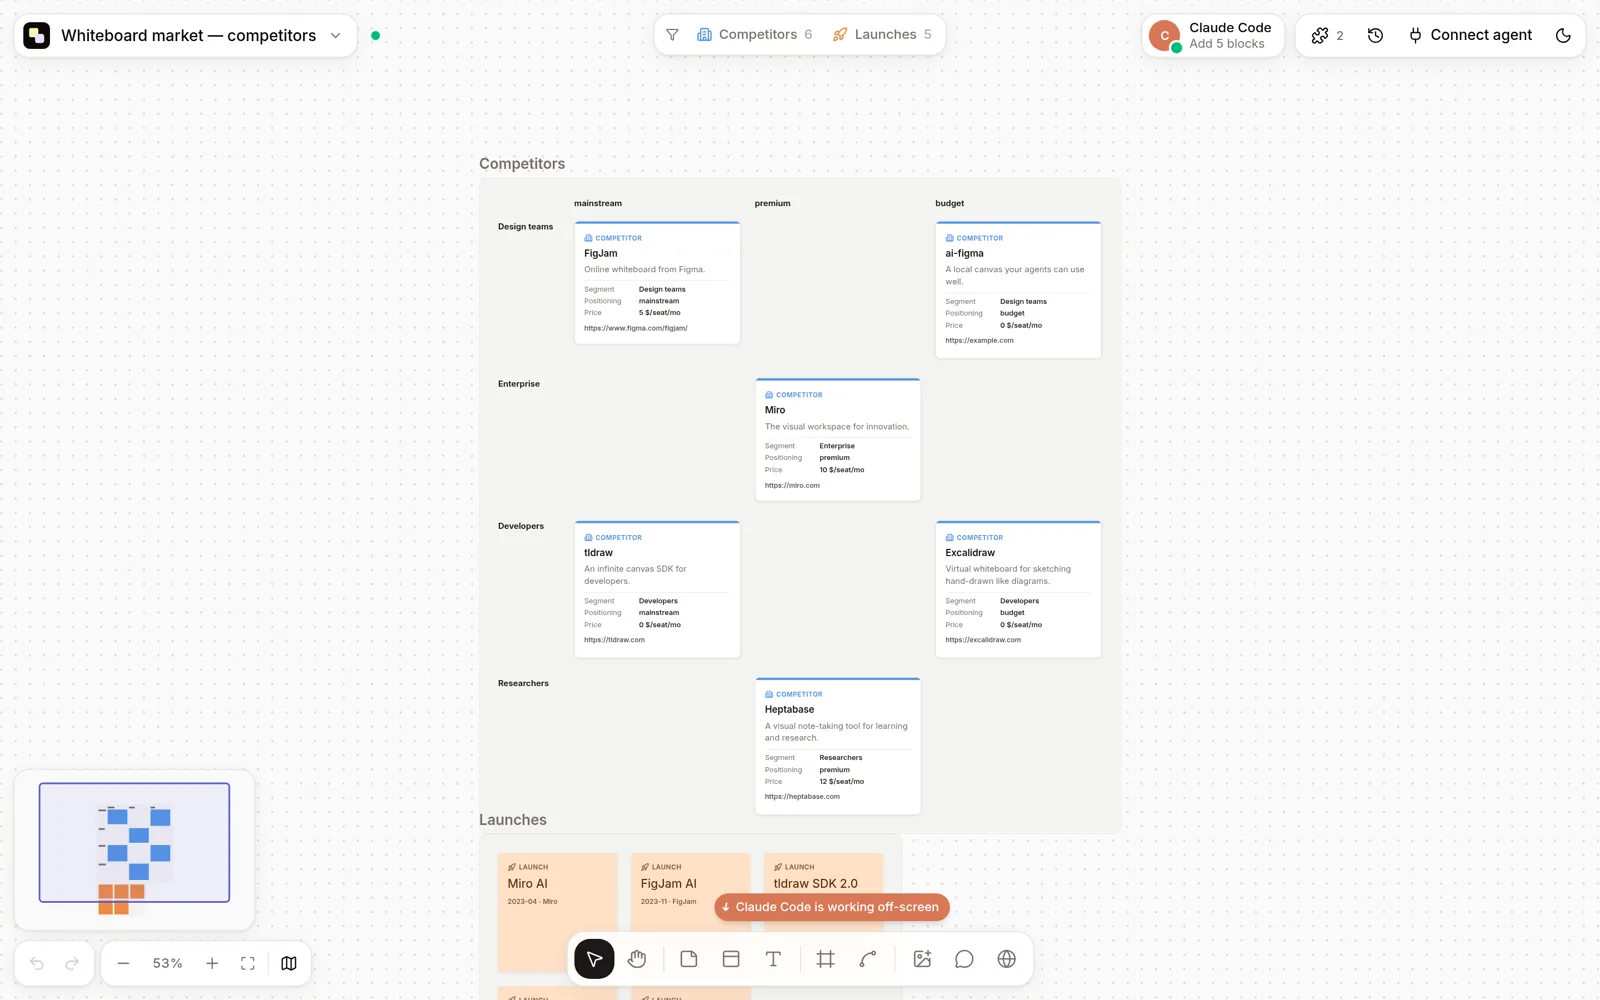 Whiteboard market — competitors
Competitors 6
Launches 5
C
Claude Code
Add 5 blocks
2
Connect agent
Competitors
mainstream
premium
budget
Design teams
COMPETITOR
FigJam
Online whiteboard from Figma.
Segment Design teams
Positioning mainstream
Price 5 $/seat/mo
https://www.figma.com/figjam/
COMPETITOR
ai-figma
A local canvas your agents can use
well.
Segment Design teams
Positioning budget
Price 0 $/seat/mo
https://example.com
Enterprise
COMPETITOR
Miro
The visual workspace for innovation.
Segment Enterprise
Positioning premium
Price 10 $/seat/mo
https://miro.com
Developers
COMPETITOR
tldraw
An infinite canvas SDK for
developers.
Segment Developers
Positioning mainstream
Price 0 $/seat/mo
https://tldraw.com
COMPETITOR
Excalidraw
Virtual whiteboard for sketching
hand-drawn like diagrams.
Segment Developers
Positioning budget
Price 0 $/seat/mo
https://excalidraw.com
Researchers
COMPETITOR
Heptabase
A visual note-taking tool for learning
and research.
Segment Researchers
Positioning premium
Price 12 $/seat/mo
https://heptabase.com
Launches
LAUNCH
Miro AI
2023-04 · Miro
LAUNCH
FigJam AI
2023-11 · FigJam
LAUNCH
tldraw SDK 2.0
Claude Code is working off-screen
53%
LAUNCH
LAUNCH